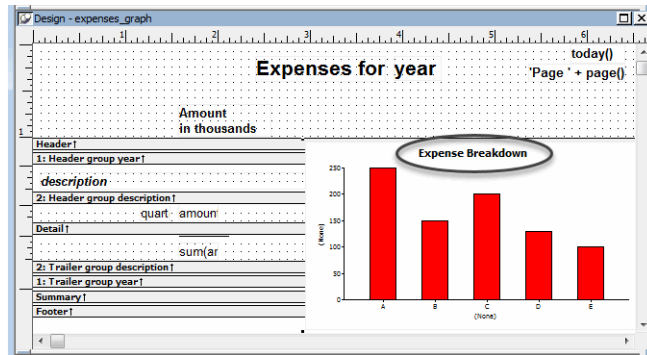 Design - expenses_graph
1 2 3 4 5 6
today()
Expenses for year
'Page ' + page()
Amount
in thousands
1
Header↑
1: Header group year↑
description
2: Header group description↑
quart amoun
Detail↑
sum(ar
2: Trailer group description↑
1: Trailer group year↑
Summary↑
Footer↑
Expense Breakdown
250
200
150
100
50
0
(None)
A B C D E
(None)